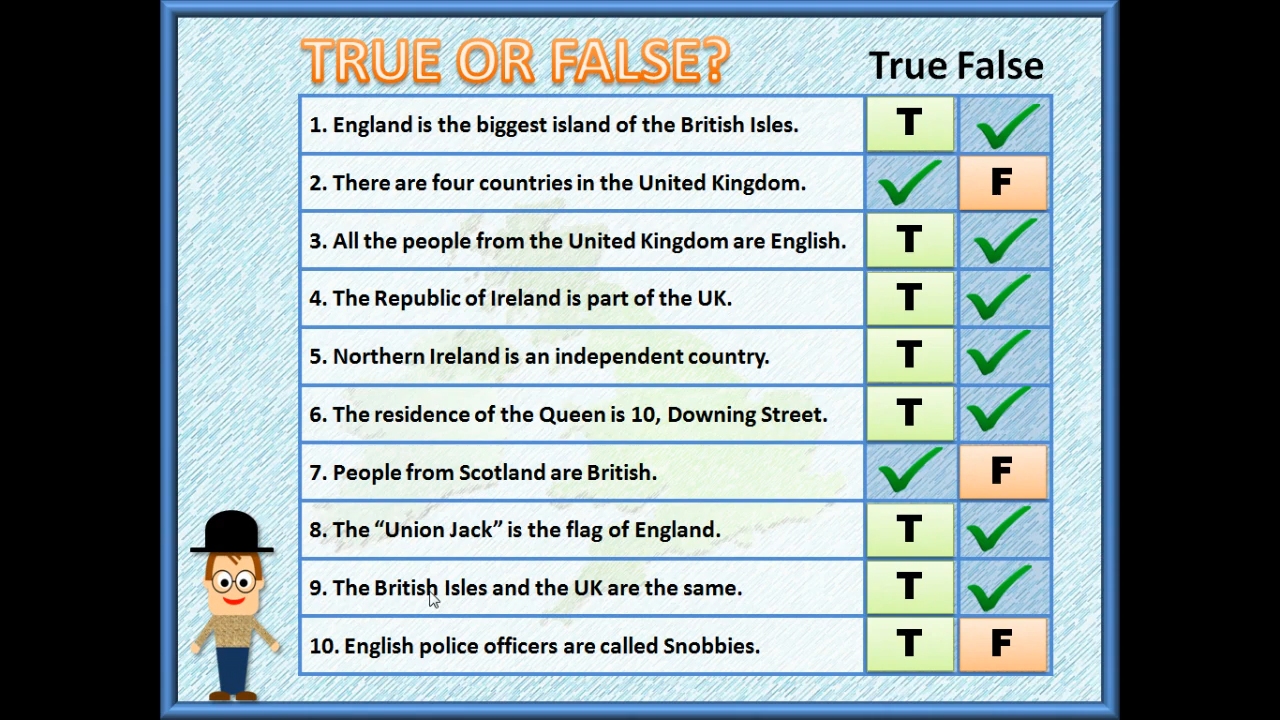 TRUE OR FALSE? True False
1. England is the biggest island of the British Isles. T
2. There are four countries in the United Kingdom. F
3. All the people from the United Kingdom are English. T
4. The Republic of Ireland is part of the UK. T
5. Northern Ireland is an independent country. T
6. The residence of the Queen is 10, Downing Street. T
7. People from Scotland are British. F
8. The “Union Jack” is the flag of England. T
9. The British Isles and the UK are the same. T
10. English police officers are called Snobbies. T F